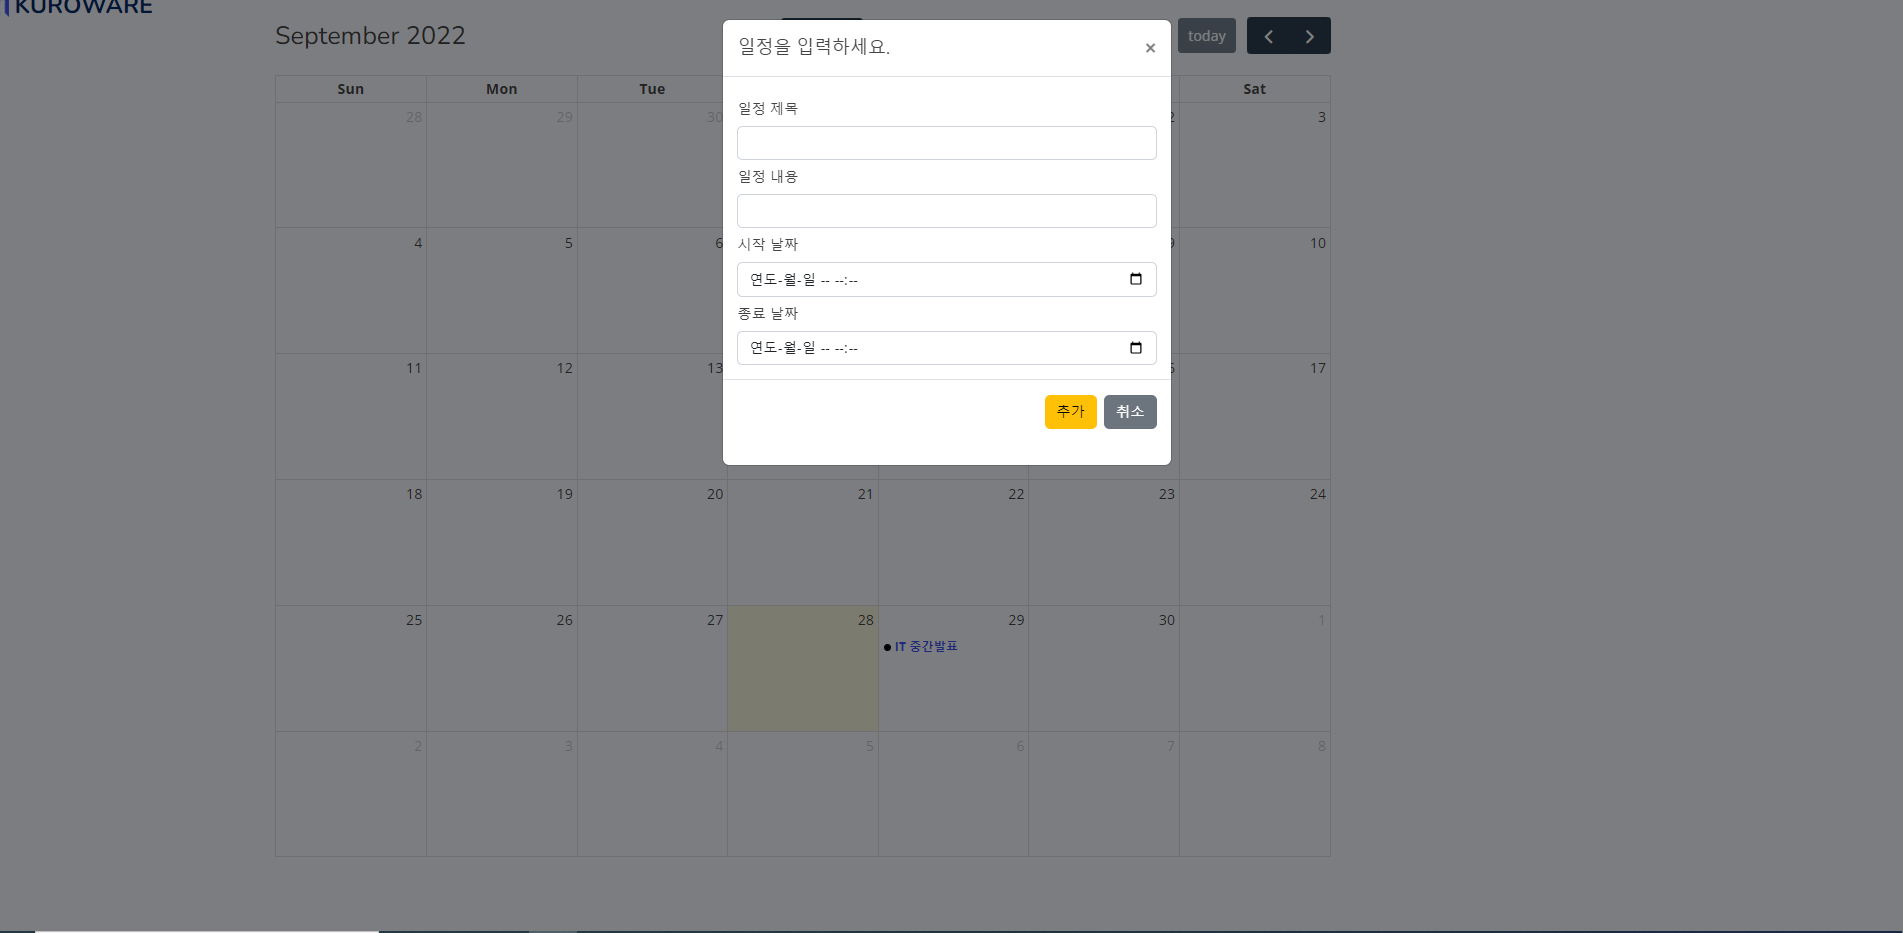 KUROWARE
September 2022
today
Sun Mon Tue Sat
28 29 30 2 3
4 5 6 9 10
11 12 13 17
18 19 20 21 22 23 24
25 26 27 28 29 30 1
IT 중간발표
2 3 4 5 6 7 8
일정을 입력하세요.
×
일정 제목
일정 내용
시작 날짜
연도-월-일 -- --:--
종료 날짜
연도-월-일 -- --:--
추가 취소